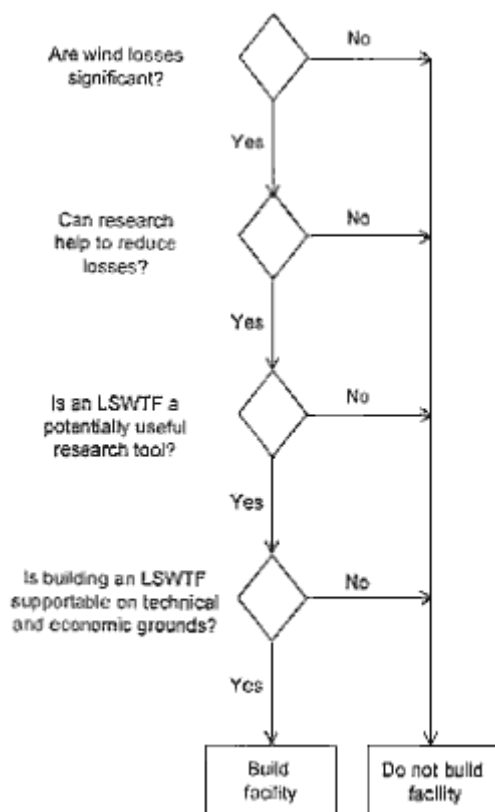 Are wind losses
significant?
No
Yes
Can research
help to reduce
losses?
No
Yes
Is an LSWTF a
potentially useful
research tool?
No
Yes
Is building an LSWTF
supportable on technical
and economic grounds?
No
Yes
Build
facility
Do not build
facility